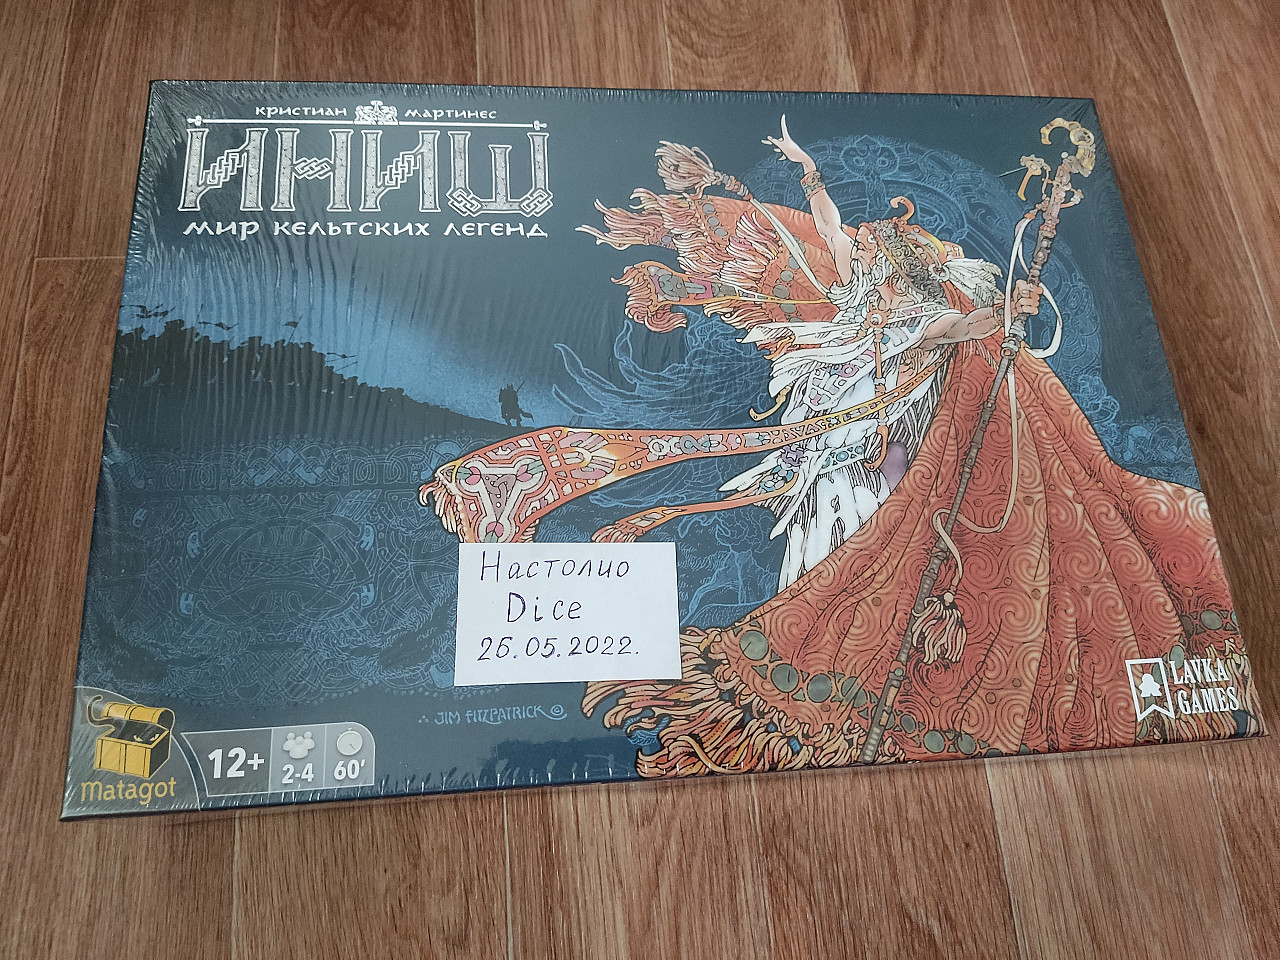 КРИСТИАН МАРТИНЕС
ИНИШ
МИР КЕЛЬТСКИХ ЛЕГЕНД
Настолио
Dice
26.05.2022.
JIM FITZPATRICK ©
LAVKA
GAMES
matagot
12+
2-4
60'